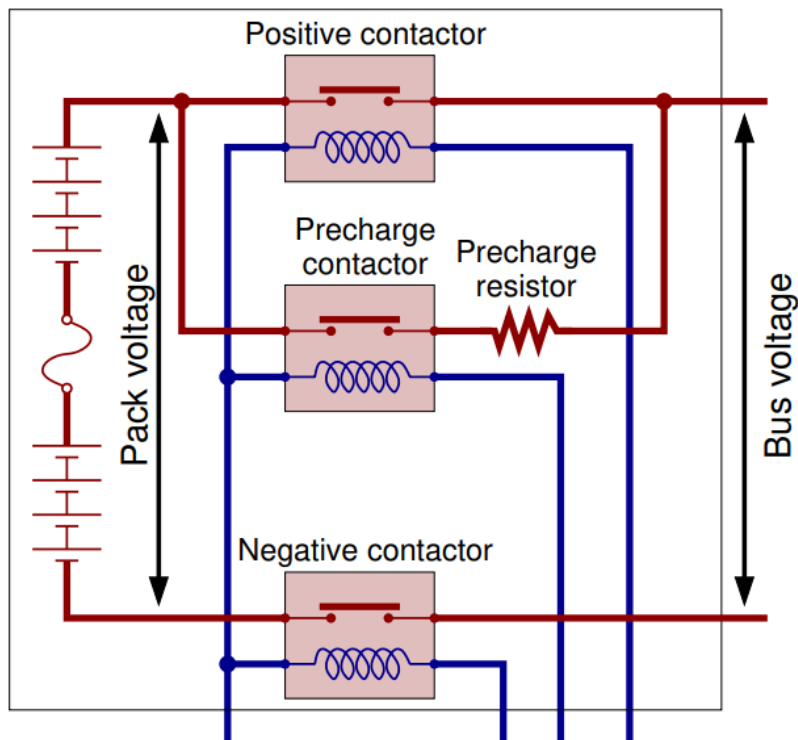 Positive contactor
Precharge
contactor
Precharge
resistor
Pack voltage
Bus voltage
Negative contactor